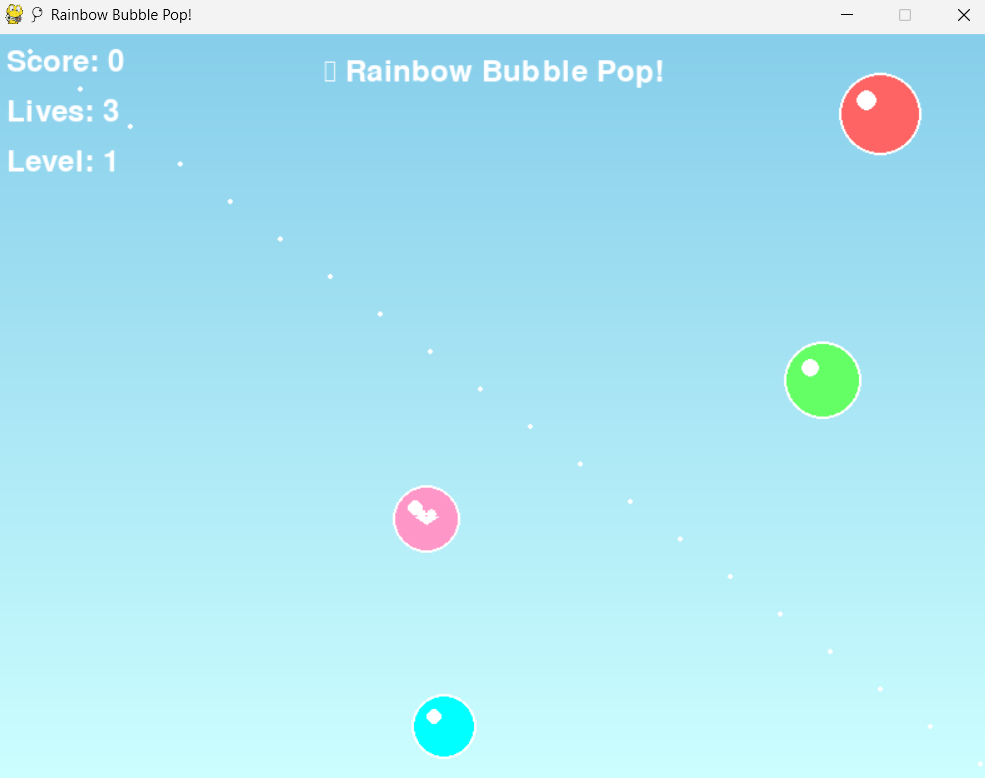 Rainbow Bubble Pop!
Score: 0
▯ Rainbow Bubble Pop!
Lives: 3
Level: 1